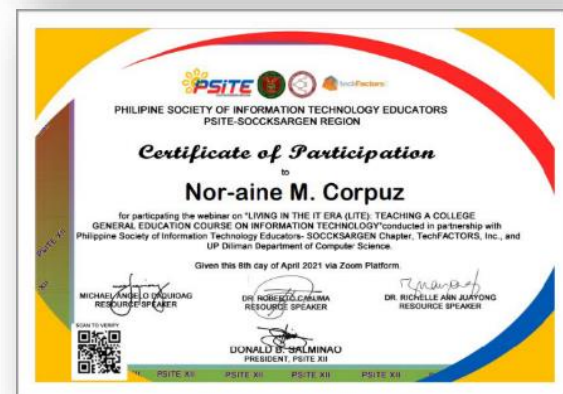 PSITE
TechFactors
PHILIPINE SOCIETY OF INFORMATION TECHNOLOGY EDUCATORS
PSITE-SOCCKSARGEN REGION
Certificate of Participation
to
Nor-aine M. Corpuz
for particpating the webinar on "LIVING IN THE IT ERA (LITE): TEACHING A COLLEGE
GENERAL EDUCATION COURSE ON INFORMATION TECHNOLOGY"conducted in partnership with
Philippine Society of Information Technology Educators- SOCCKSARGEN Chapter, TechFACTORS, Inc., and
UP Diliman Department of Computer Science.
Given this 8th day of April 2021 via Zoom Platform.
MICHAEL ANGELO
RESOURCE SPEAKER
DR. ROBERTO
RESOURCE SPEAKER
DR. RICHELLE ANN JUAYONG
RESOURCE SPEAKER
SCAN TO VERIFY
DONALD B. SALMINAO
PRESIDENT, PSITE XII
PSITE XII
XII
PSITE XII
PSITE XII
PSITE XII
PSITE XII